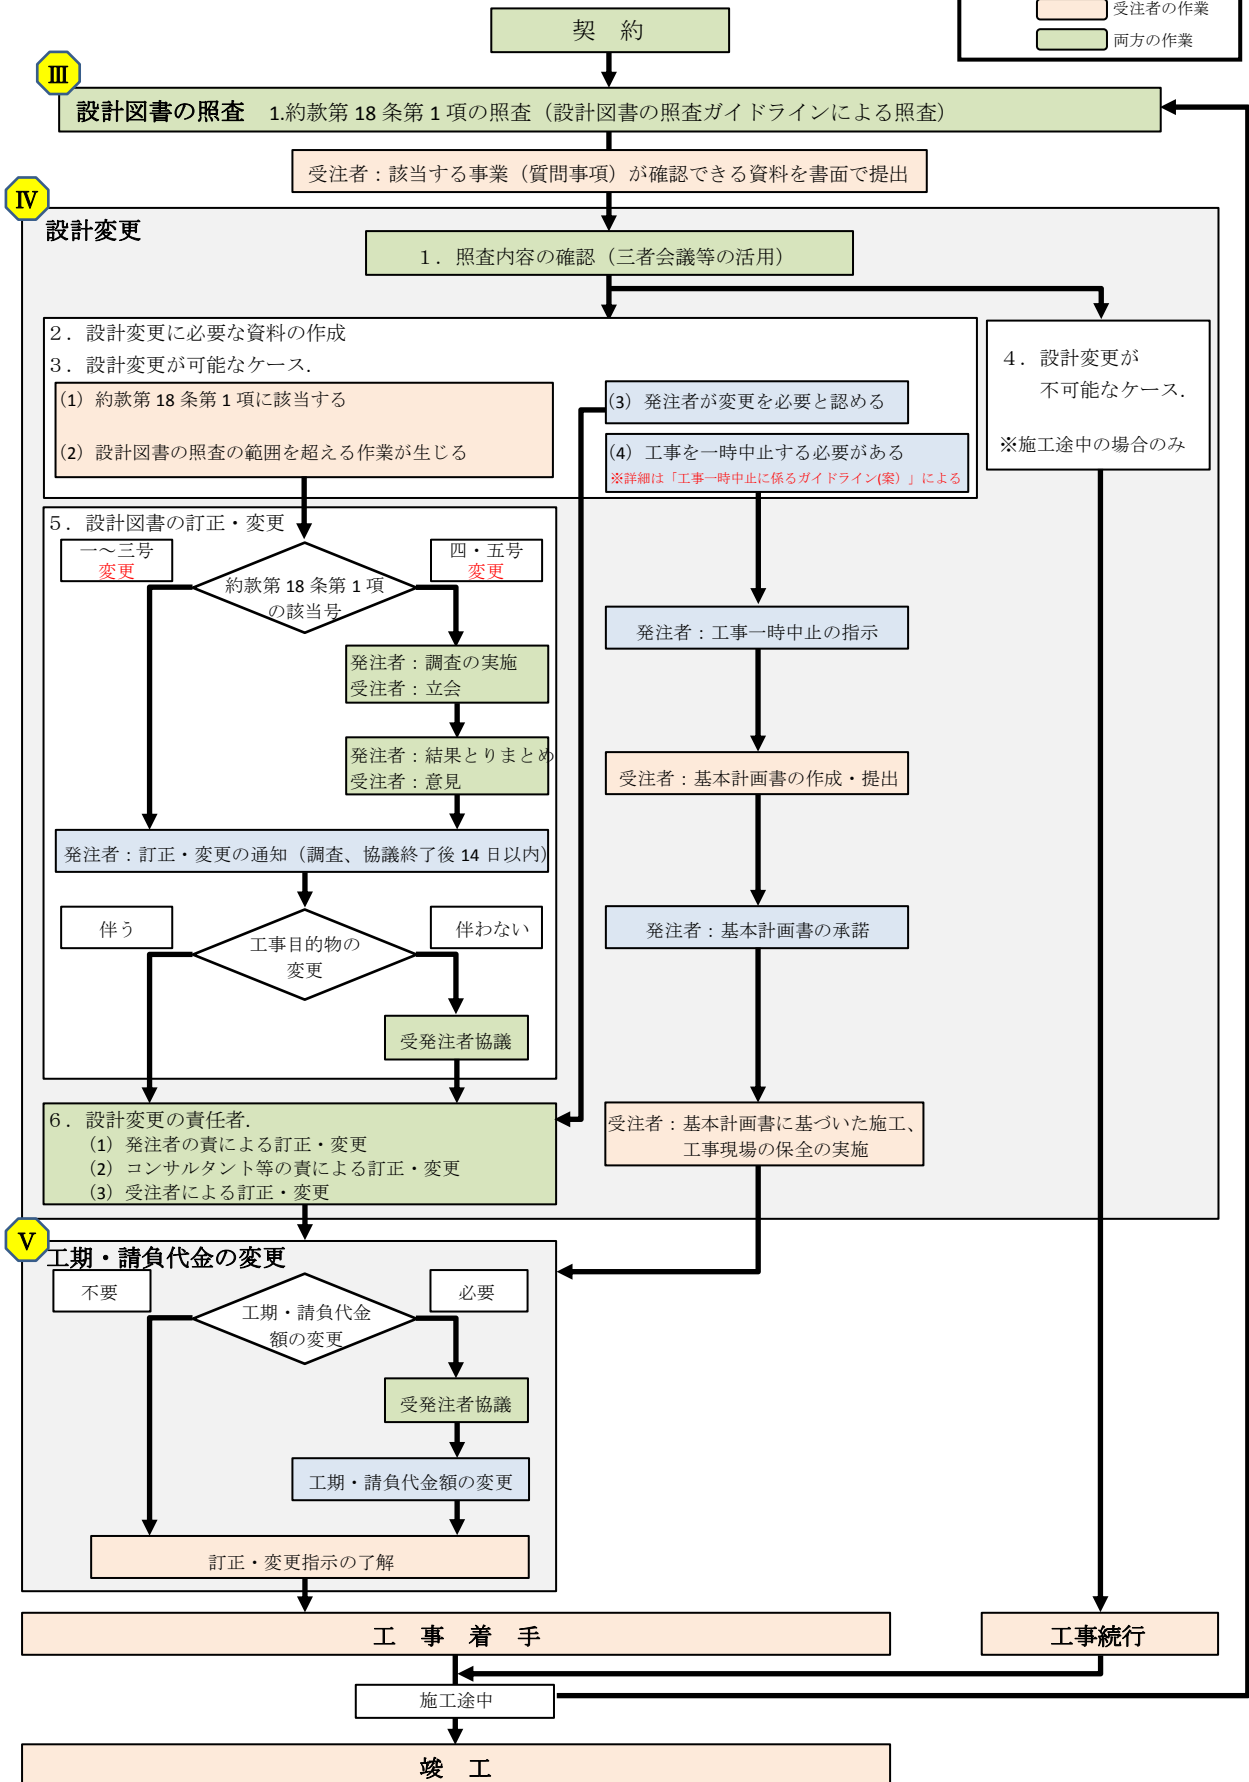 受注者の作業
両方の作業
契　約
Ⅲ
設計図書の照査　1.約款第 18 条第 1 項の照査（設計図書の照査ガイドラインによる照査）
受注者：該当する事業（質問事項）が確認できる資料を書面で提出
Ⅳ
設計変更
１．照査内容の確認（三者会議等の活用）
２．設計変更に必要な資料の作成
３．設計変更が可能なケース.
(1) 約款第 18 条第 1 項に該当する
(2) 設計図書の照査の範囲を超える作業が生じる
(3) 発注者が変更を必要と認める
(4) 工事を一時中止する必要がある
※詳細は「工事一時中止に係るガイドライン(案）」による
４．設計変更が
不可能なケース.
※施工途中の場合のみ
５．設計図書の訂正・変更
一～三号
変更
四・五号
変更
約款第 18 条第 1 項
の該当号
発注者：調査の実施
受注者：立会
発注者：結果とりまとめ
受注者：意見
発注者：訂正・変更の通知（調査、協議終了後 14 日以内）
伴う
伴わない
工事目的物の
変更
受発注者協議
発注者：工事一時中止の指示
受注者：基本計画書の作成・提出
発注者：基本計画書の承諾
受注者：基本計画書に基づいた施工、
工事現場の保全の実施
６．設計変更の責任者.
(1) 発注者の責による訂正・変更
(2) コンサルタント等の責による訂正・変更
(3) 受注者による訂正・変更
Ⅴ
工期・請負代金の変更
不要
必要
工期・請負代金
額の変更
受発注者協議
工期・請負代金額の変更
訂正・変更指示の了解
工　事　着　手
工事続行
施工途中
竣　工